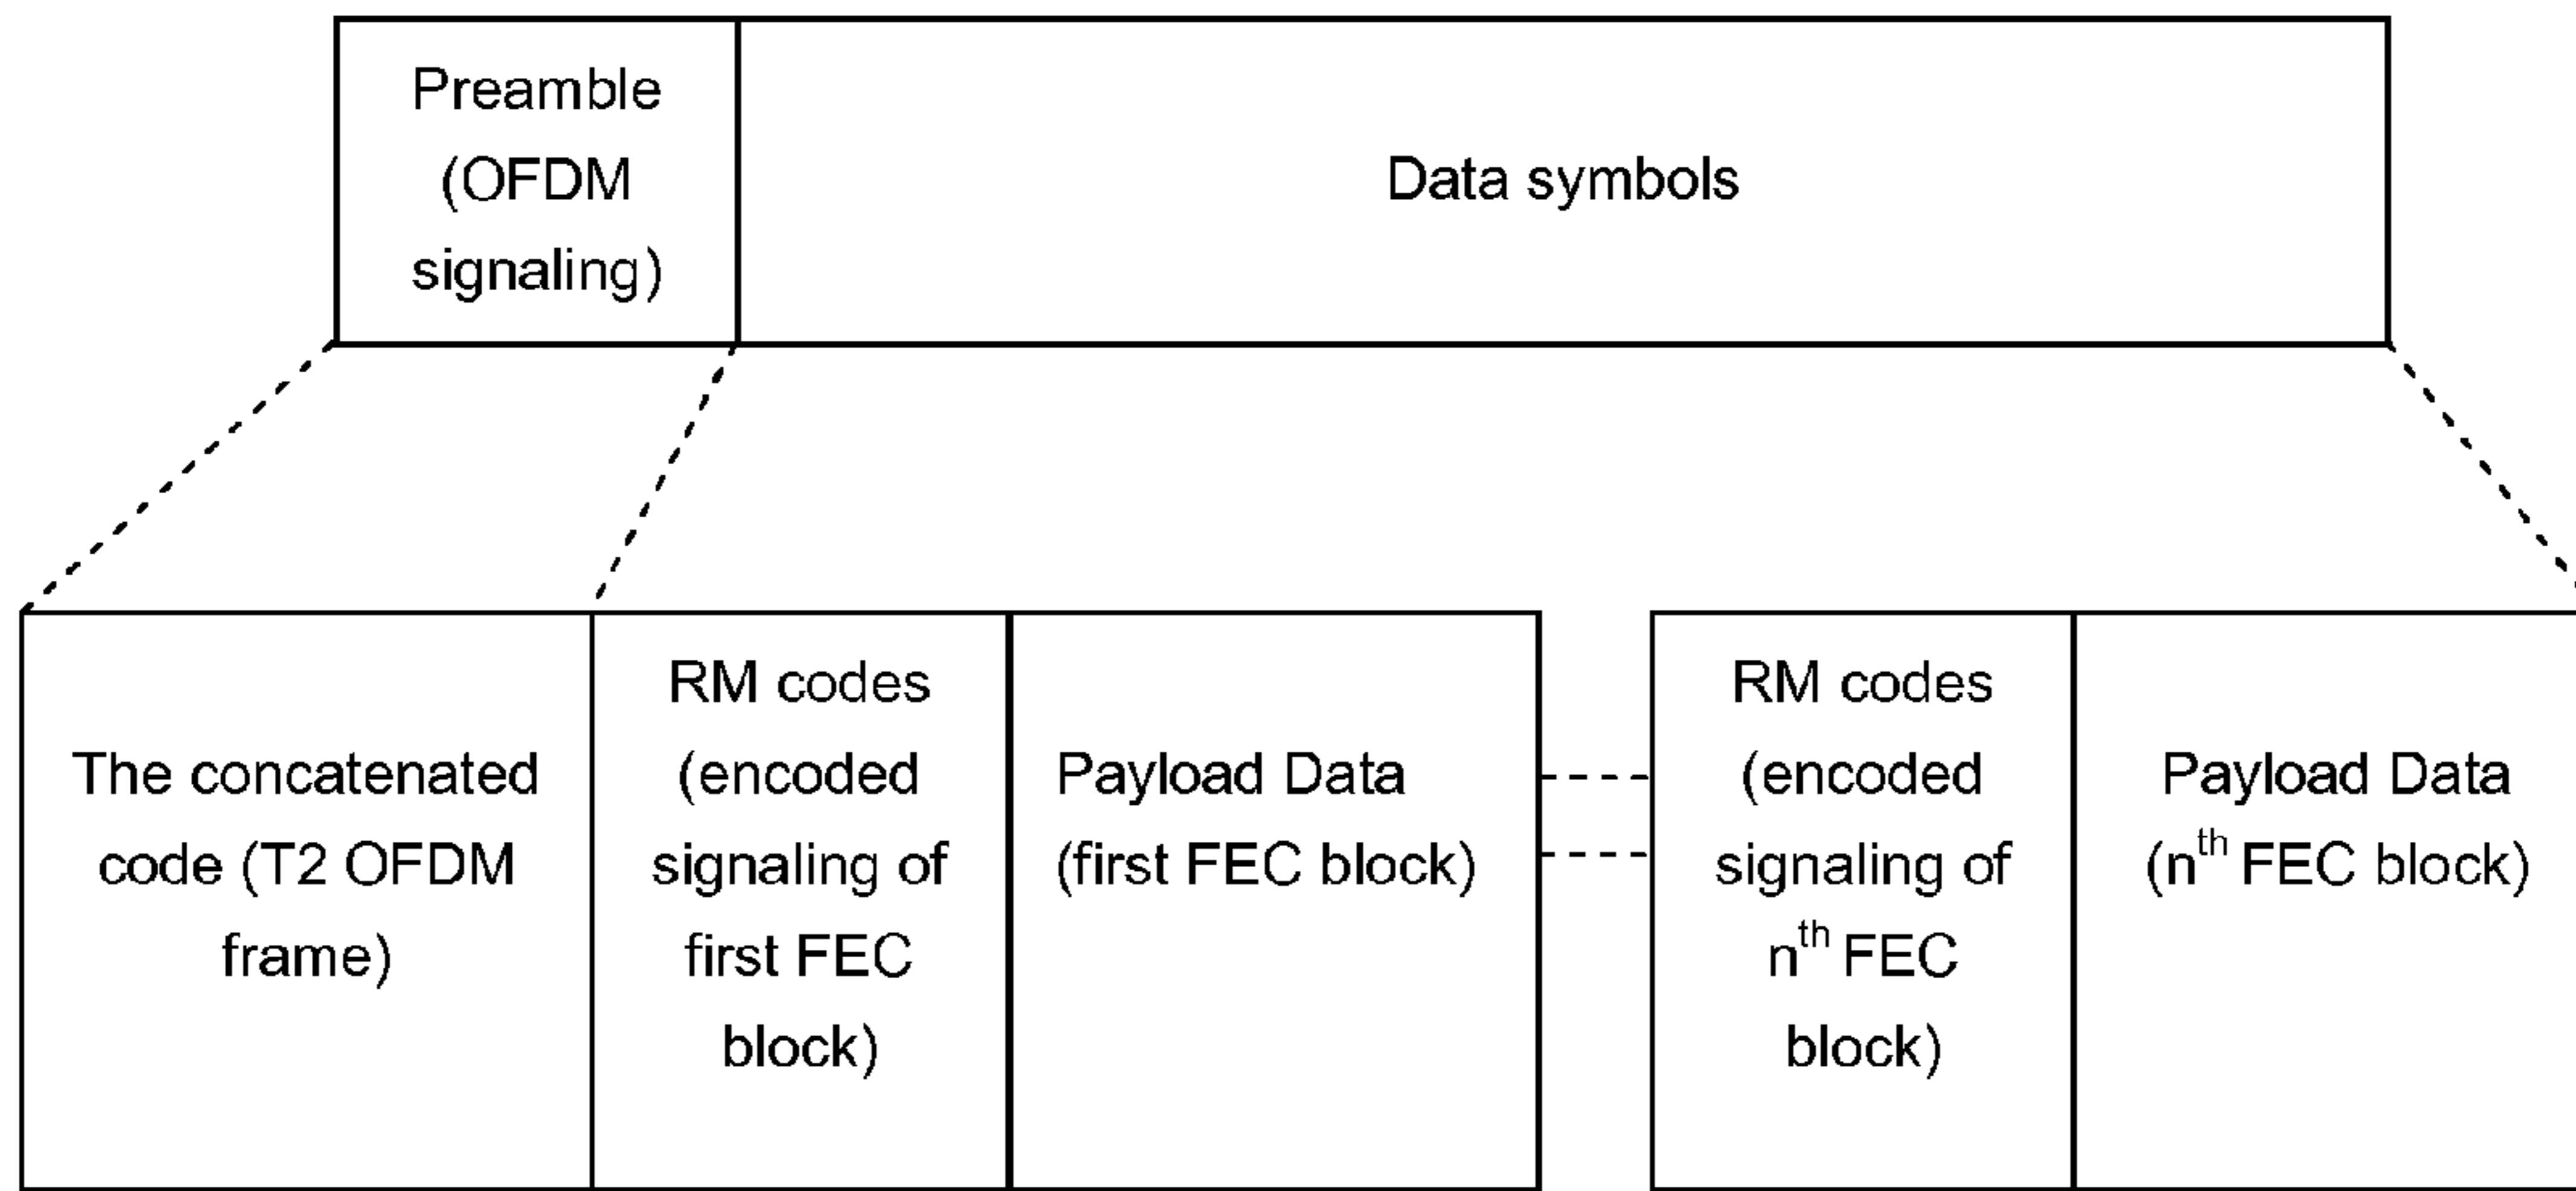 Preamble
(OFDM
signaling)
Data symbols
The concatenated
code (T2 OFDM
frame)
RM codes
(encoded
signaling of
first FEC
block)
Payload Data
(first FEC block)
RM codes
(encoded
signaling of
nth FEC
block)
Payload Data
(nth FEC block)